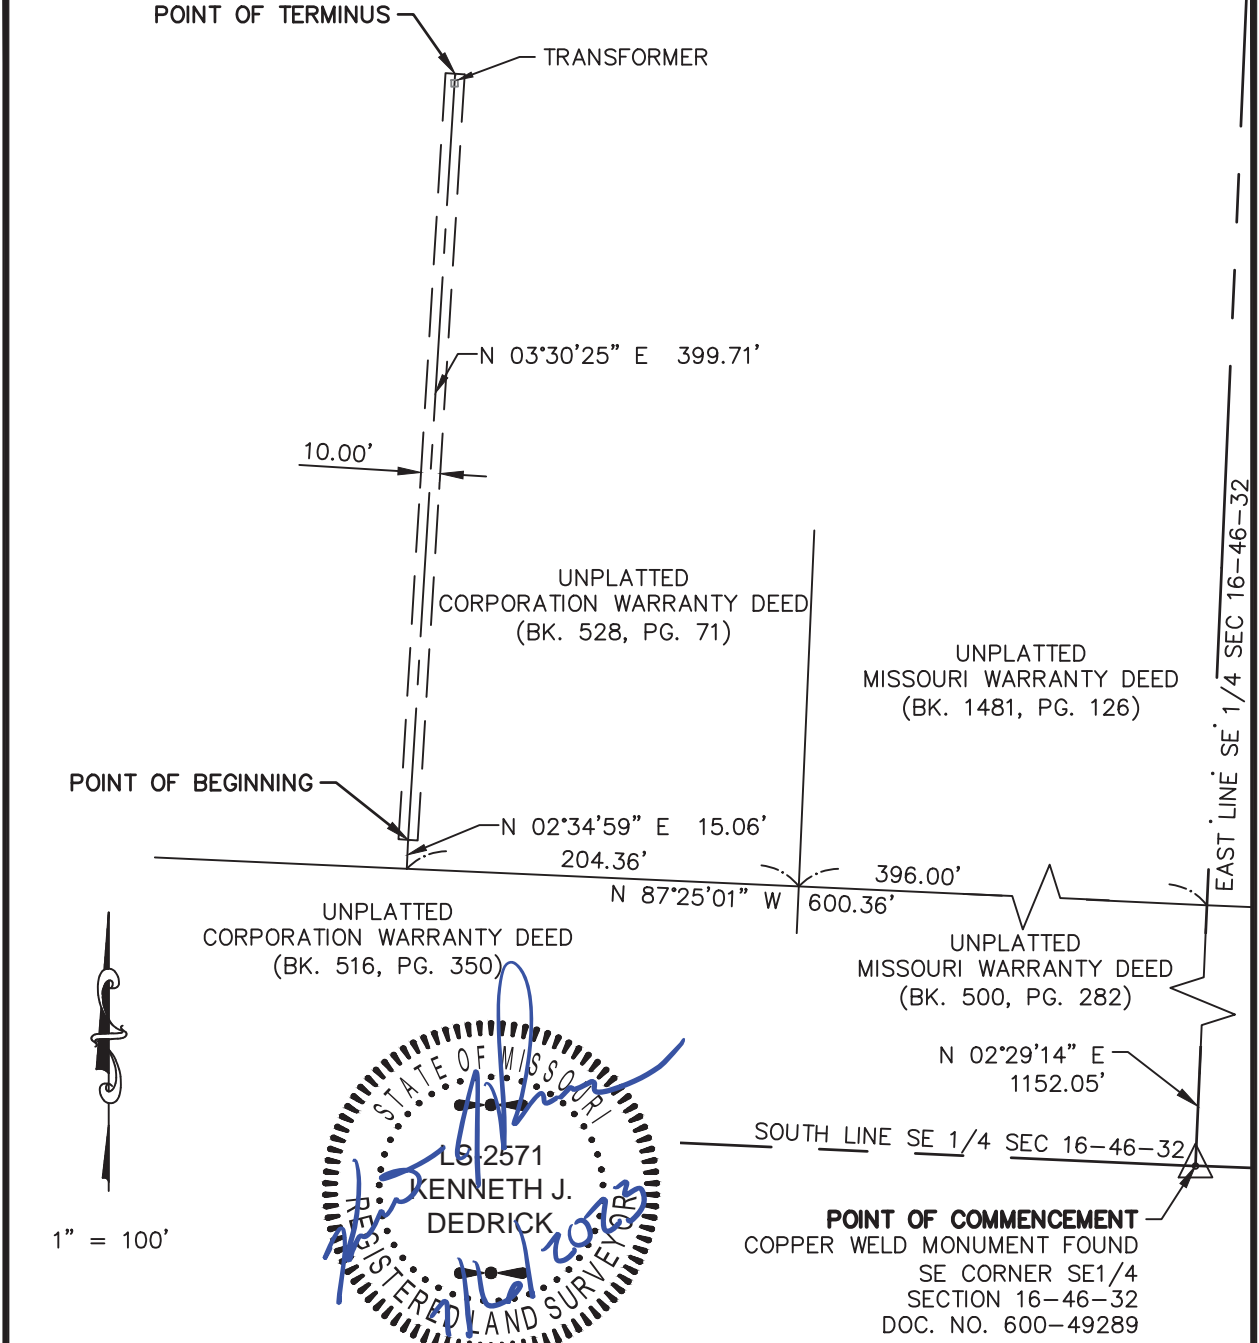 POINT OF TERMINUS
TRANSFORMER
N 03°30'25" E 399.71'
10.00'
UNPLATTED
CORPORATION WARRANTY DEED
(BK. 528, PG. 71)
UNPLATTED
MISSOURI WARRANTY DEED
(BK. 1481, PG. 126)
EAST LINE SE 1/4 SEC 16-46-32
POINT OF BEGINNING
N 02°34'59" E 15.06'
204.36'
396.00'
N 87°25'01" W 600.36'
UNPLATTED
CORPORATION WARRANTY DEED
(BK. 516, PG. 350)
UNPLATTED
MISSOURI WARRANTY DEED
(BK. 500, PG. 282)
N 02°29'14" E
1152.05'
SOUTH LINE SE 1/4 SEC 16-46-32
STATE OF MISSOURI
LS-2571
KENNETH J.
DEDRICK
REGISTERED LAND SURVEYOR
2023
1" = 100'
POINT OF COMMENCEMENT
COPPER WELD MONUMENT FOUND
SE CORNER SE1/4
SECTION 16-46-32
DOC. NO. 600-49289